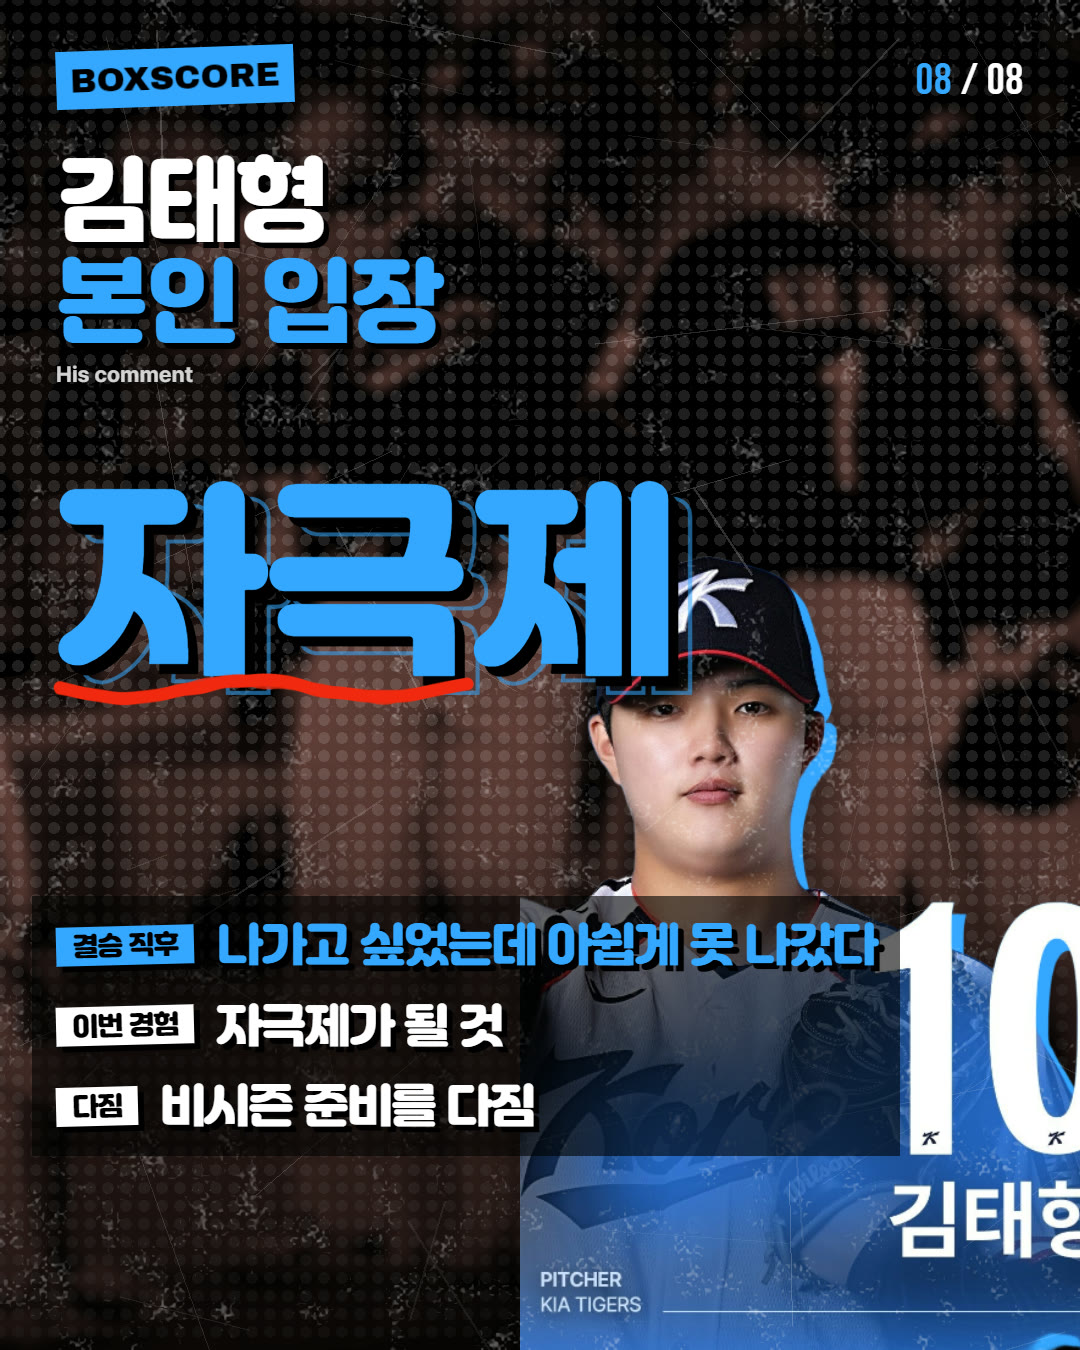 BOXSCORE
08 / 08
김태형
본인 입장
His comment
자극제
K
결승 직후 나가고 싶었는데 아쉽게 못 나갔다
이번 경험 자극제가 될 것
다짐 비시즌 준비를 다짐
10
김태형
PITCHER
KIA TIGERS